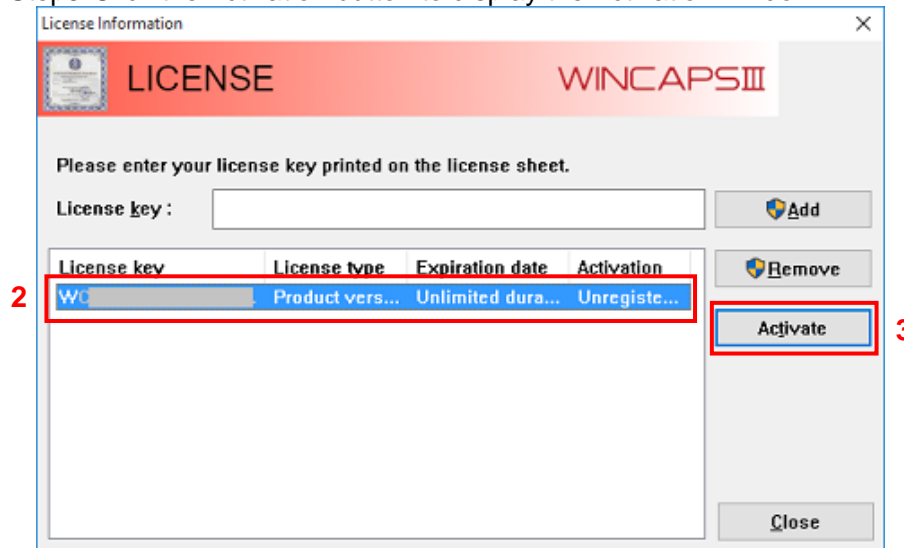 License Information
LICENSE
WINCAPSIII
Please enter your license key printed on the license sheet.
License key :
Add
License key License type Expiration date Activation
Remove
2
WC Product vers... Unlimited dura... Unregiste...
Activate
3
Close